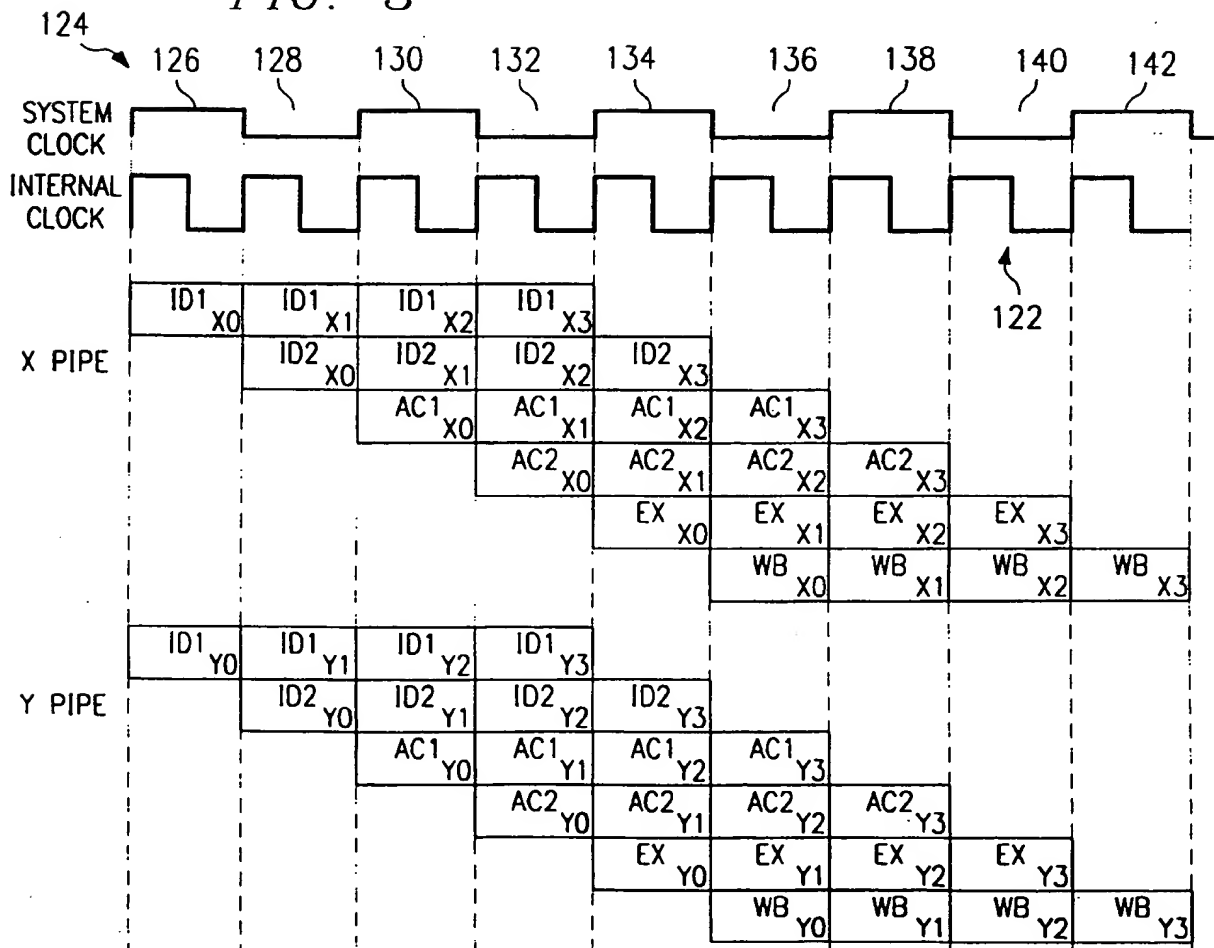 FIG. 3
124
126 128 130 132 134 136 138 140 142
SYSTEM
CLOCK
INTERNAL
CLOCK
122
ID1 X0 ID1 X1 ID1 X2 ID1 X3
X PIPE
ID2 X0 ID2 X1 ID2 X2 ID2 X3
AC1 X0 AC1 X1 AC1 X2 AC1 X3
AC2 X0 AC2 X1 AC2 X2 AC2 X3
EX X0 EX X1 EX X2 EX X3
WB X0 WB X1 WB X2 WB X3
ID1 Y0 ID1 Y1 ID1 Y2 ID1 Y3
Y PIPE
ID2 Y0 ID2 Y1 ID2 Y2 ID2 Y3
AC1 Y0 AC1 Y1 AC1 Y2 AC1 Y3
AC2 Y0 AC2 Y1 AC2 Y2 AC2 Y3
EX Y0 EX Y1 EX Y2 EX Y3
WB Y0 WB Y1 WB Y2 WB Y3